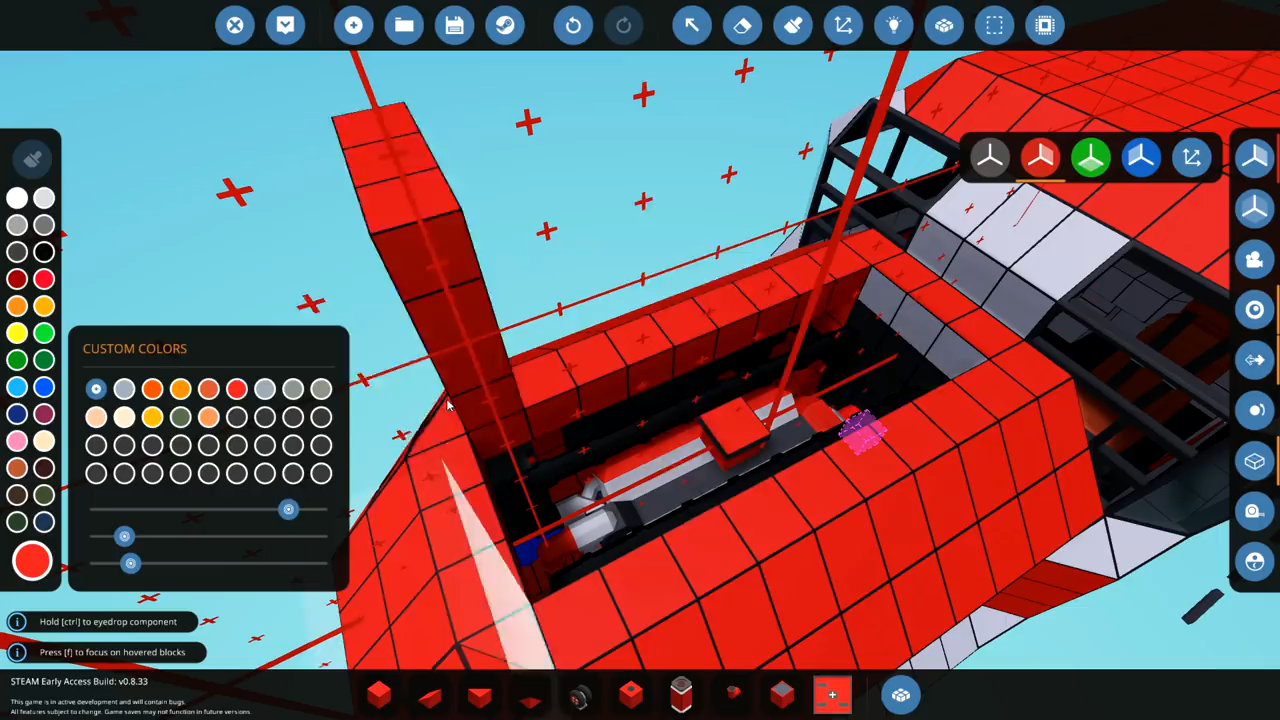 CUSTOM COLORS
Hold [ctrl] to eyedrop component
Press [f] to focus on hovered blocks
STEAM Early Access Build: v0.8.33
This game is in active development and will contain bugs.
All features subject to change. Game saves may not function in future versions.